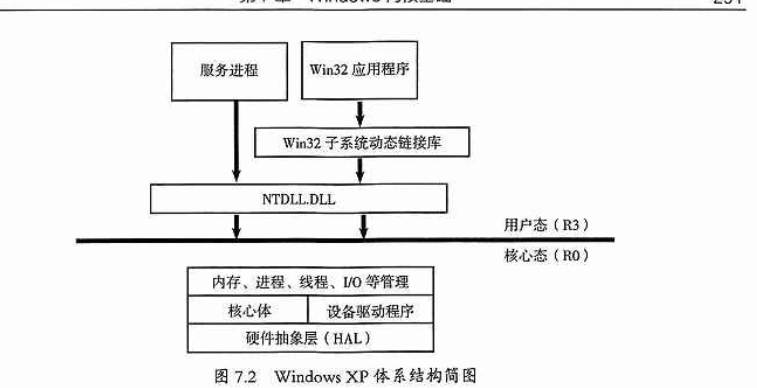 服务进程
Win32 应用程序
Win32 子系统动态链接库
NTDLL.DLL
用户态（R3）
核心态（R0）
内存、进程、线程、I/O 等管理
核心体
设备驱动程序
硬件抽象层（HAL）
图 7.2 Windows XP 体系结构简图